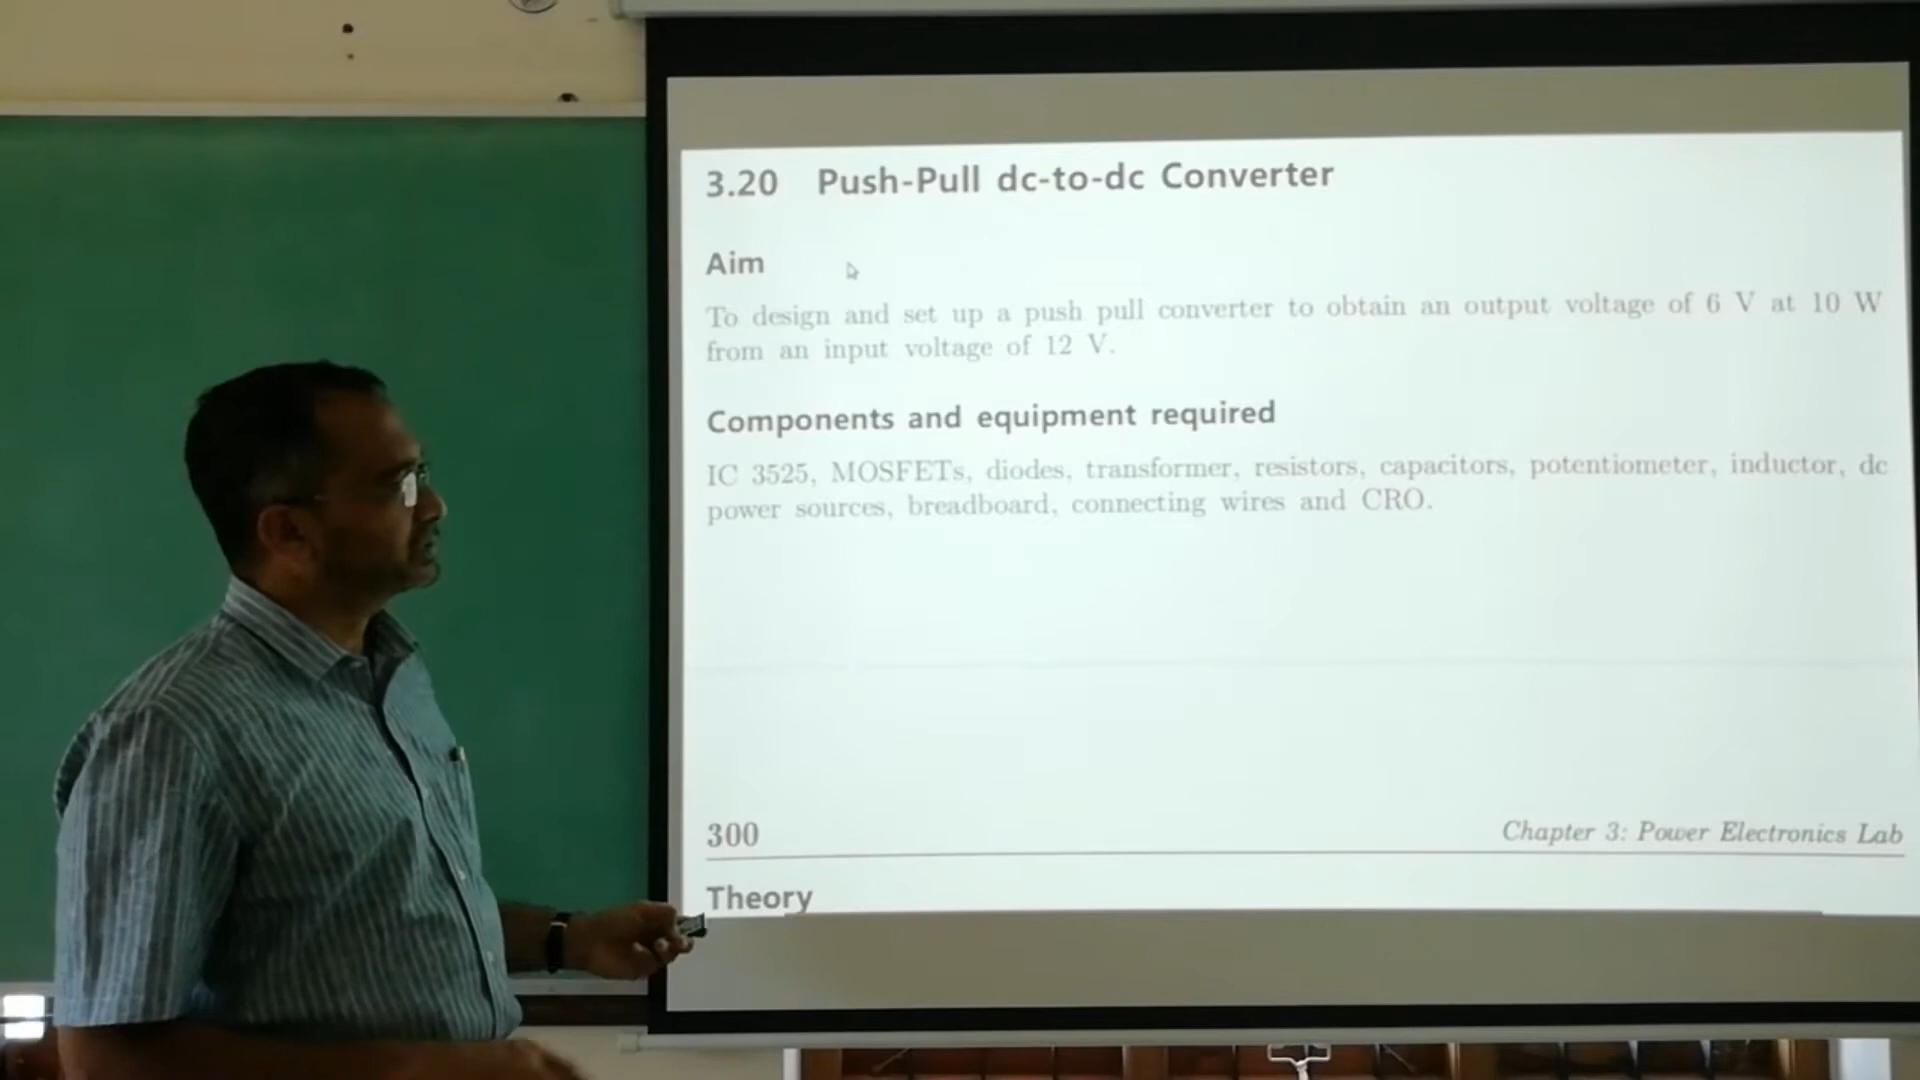 3.20 Push-Pull dc-to-dc Converter
Aim
To design and set up a push pull converter to obtain an output voltage of 6 V at 10 W
from an input voltage of 12 V.
Components and equipment required
IC 3525, MOSFETs, diodes, transformer, resistors, capacitors, potentiometer, inductor, dc
power sources, breadboard, connecting wires and CRO.
300 Chapter 3: Power Electronics Lab
Theory